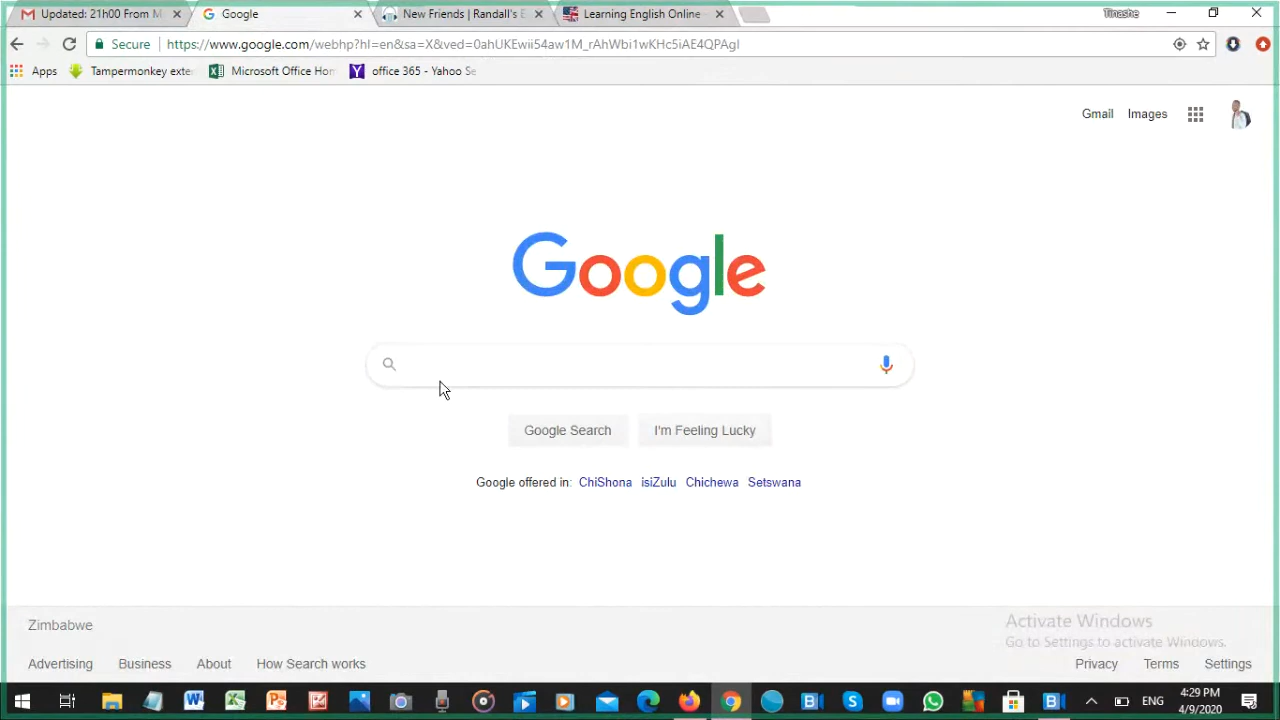 Updated: 21h00 From M
Google
New Friends | Randall's E
Learning English Online
Tinashe
Secure
https://www.google.com/webhp?hl=en&sa=X&ved=0ahUKEwii54aw1M_rAhWbi1wKHc5iAE4QPAgI
Apps
Tampermonkey exte
Microsoft Office Hom
office 365 - Yahoo Se
Gmail
Images
Google
Google Search
I'm Feeling Lucky
Google offered in: ChiShona isiZulu Chichewa Setswana
Zimbabwe
Activate Windows
Go to Settings to activate Windows.
Advertising
Business
About
How Search works
Privacy
Terms
Settings
ENG
4:29 PM
4/9/2020